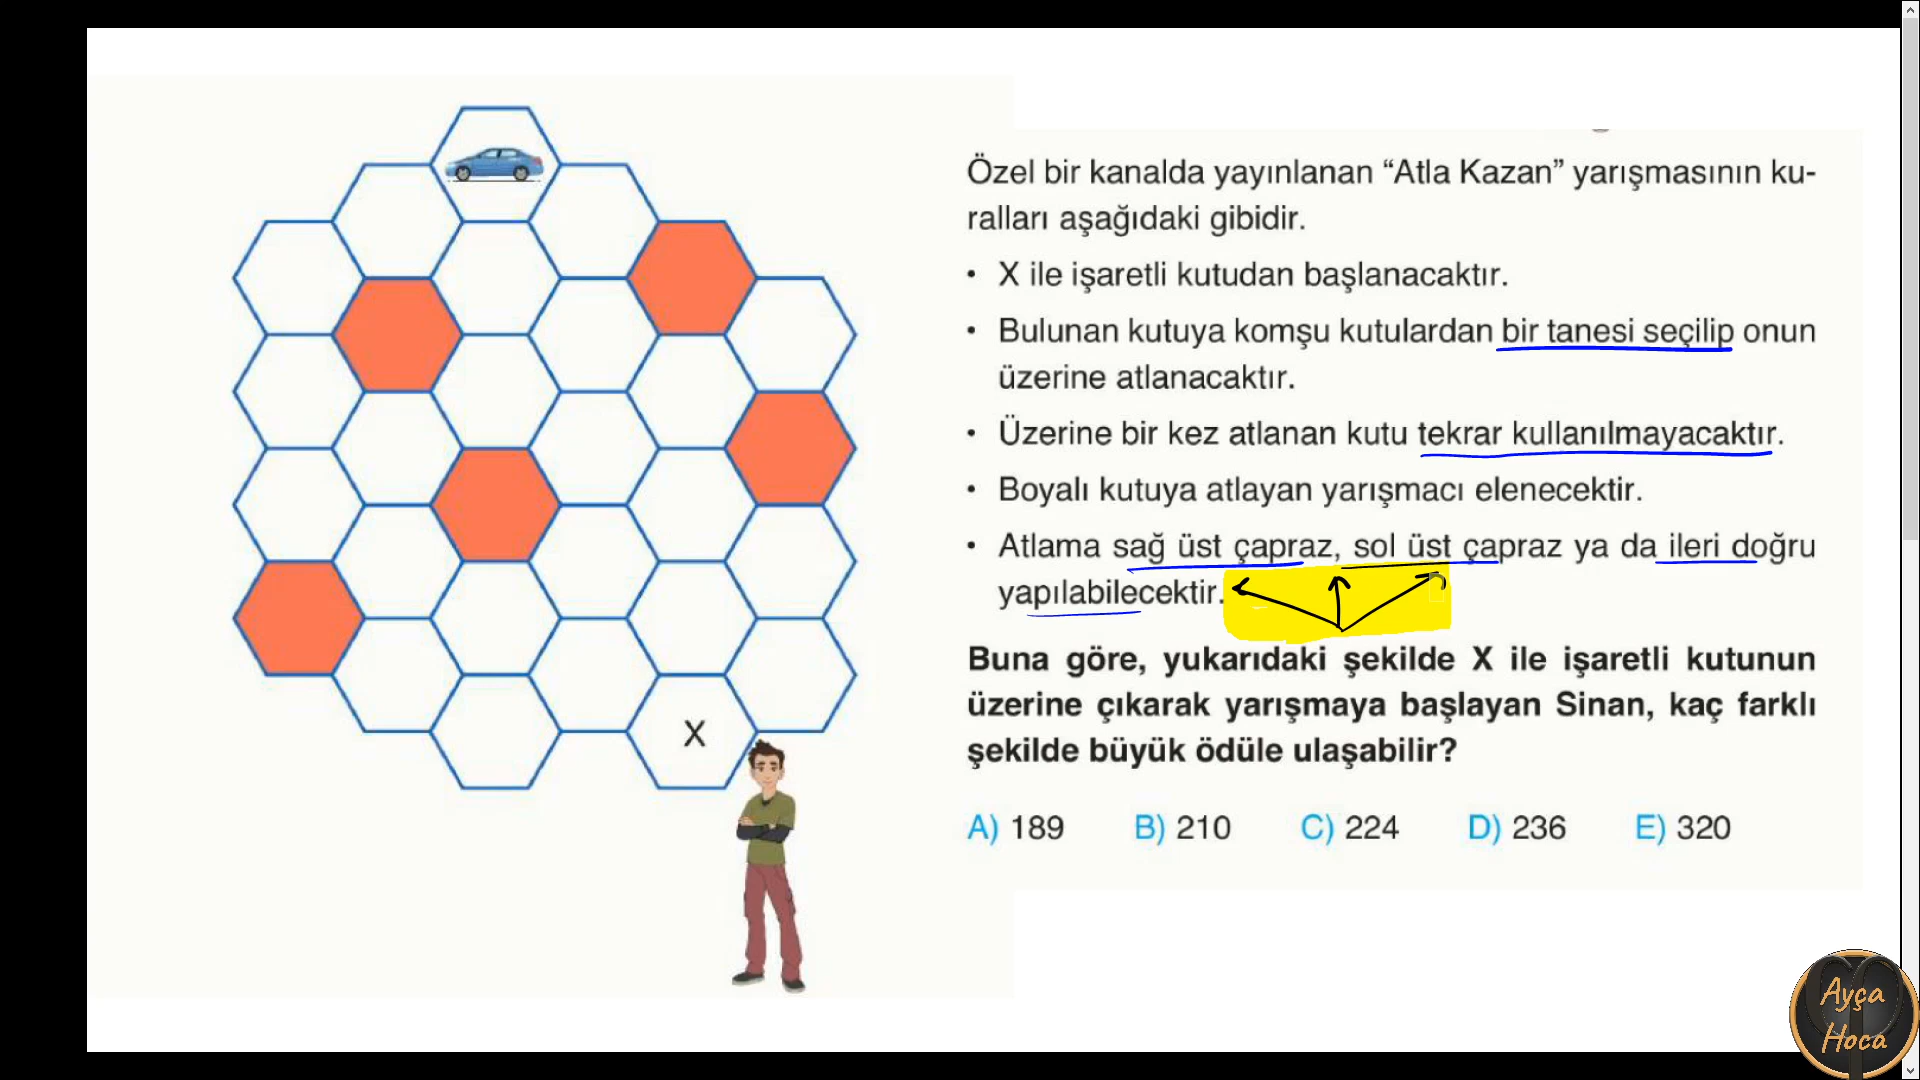 Özel bir kanalda yayınlanan “Atla Kazan” yarışmasının ku-
ralları aşağıdaki gibidir.
• X ile işaretli kutudan başlanacaktır.
• Bulunan kutuya komşu kutulardan bir tanesi seçilip onun
üzerine atlanacaktır.
• Üzerine bir kez atlanan kutu tekrar kullanılmayacaktır.
• Boyalı kutuya atlayan yarışmacı elenecektir.
• Atlama sağ üst çapraz, sol üst çapraz ya da ileri doğru
yapılabilecektir.
Buna göre, yukarıdaki şekilde X ile işaretli kutunun
üzerine çıkarak yarışmaya başlayan Sinan, kaç farklı
şekilde büyük ödüle ulaşabilir?
A) 189 B) 210 C) 224 D) 236 E) 320
X
Ayça
Hoca